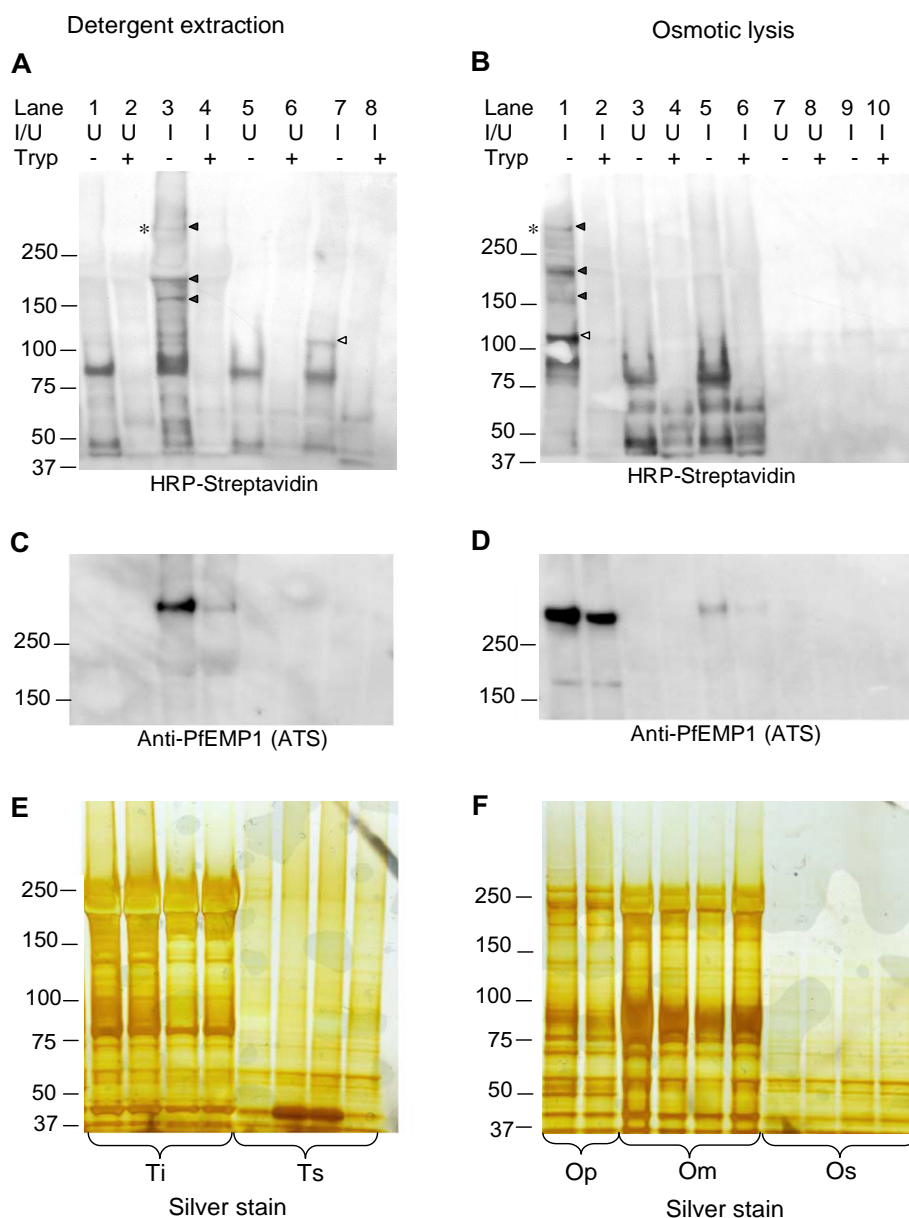 Detergent extraction
Osmotic lysis
A
Lane 1 2 3 4 5 6 7 8
I/U U U I I U U I I
Tryp - + - + - + - +
*
250
150
100
75
50
37
HRP-Streptavidin
B
Lane 1 2 3 4 5 6 7 8 9 10
I/U I I U U I I U U I I
Tryp - + - + - + - + - +
*
250
150
100
75
50
37
HRP-Streptavidin
C
250
150
Anti-PfEMP1 (ATS)
D
250
150
Anti-PfEMP1 (ATS)
E
250
150
100
75
50
37
Ti Ts
Silver stain
F
250
150
100
75
50
37
Op Om Os
Silver stain